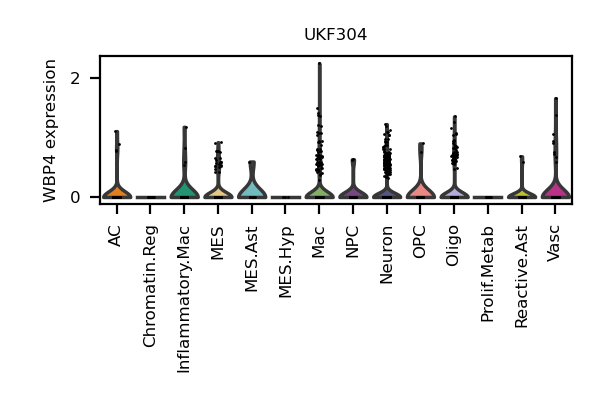 UKF304
WBP4 expression
2
0
AC
Chromatin.Reg
Inflammatory.Mac
MES
MES.Ast
MES.Hyp
Mac
NPC
Neuron
OPC
Oligo
Prolif.Metab
Reactive.Ast
Vasc